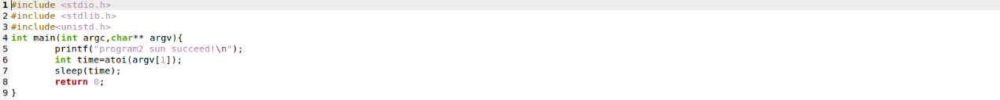 1 #include <stdio.h>
2 #include <stdlib.h>
3 #include<unistd.h>
4 int main(int argc,char** argv){
5 printf("program2 sun succeed!\n");
6 int time=atoi(argv[1]);
7 sleep(time);
8 return 0;
9 }